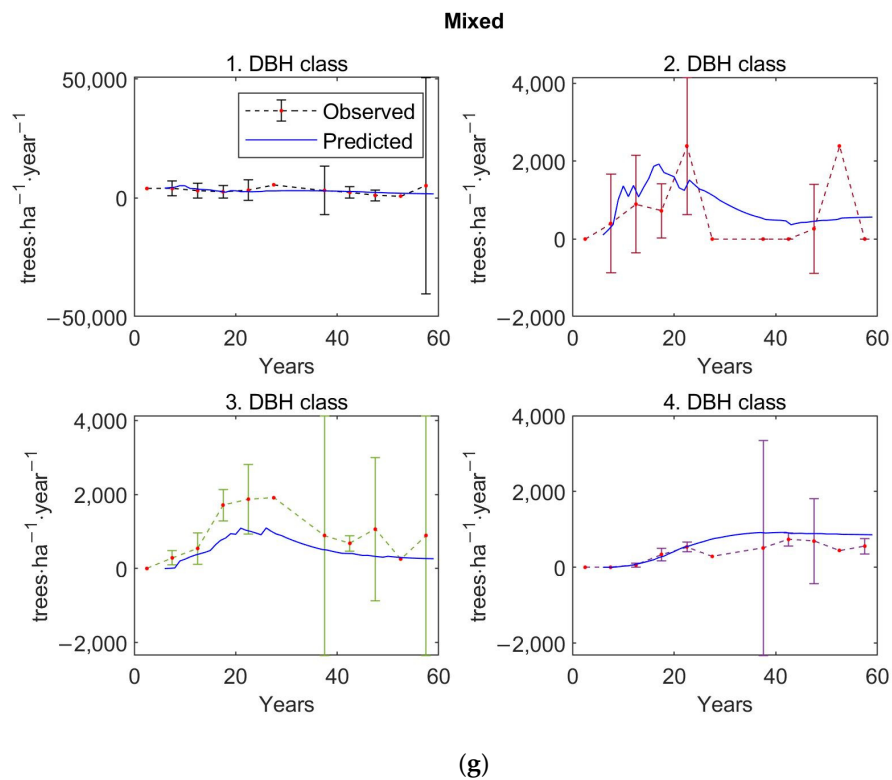 Mixed
1. DBH class
50,000
0
−50,000
trees·ha⁻¹·year⁻¹
0
20
40
60
Years
Observed
Predicted
2. DBH class
4,000
2,000
0
−2,000
trees·ha⁻¹·year⁻¹
0
20
40
60
Years
3. DBH class
4,000
2,000
0
−2,000
trees·ha⁻¹·year⁻¹
0
20
40
60
Years
4. DBH class
4,000
2,000
0
−2,000
trees·ha⁻¹·year⁻¹
0
20
40
60
Years
(g)